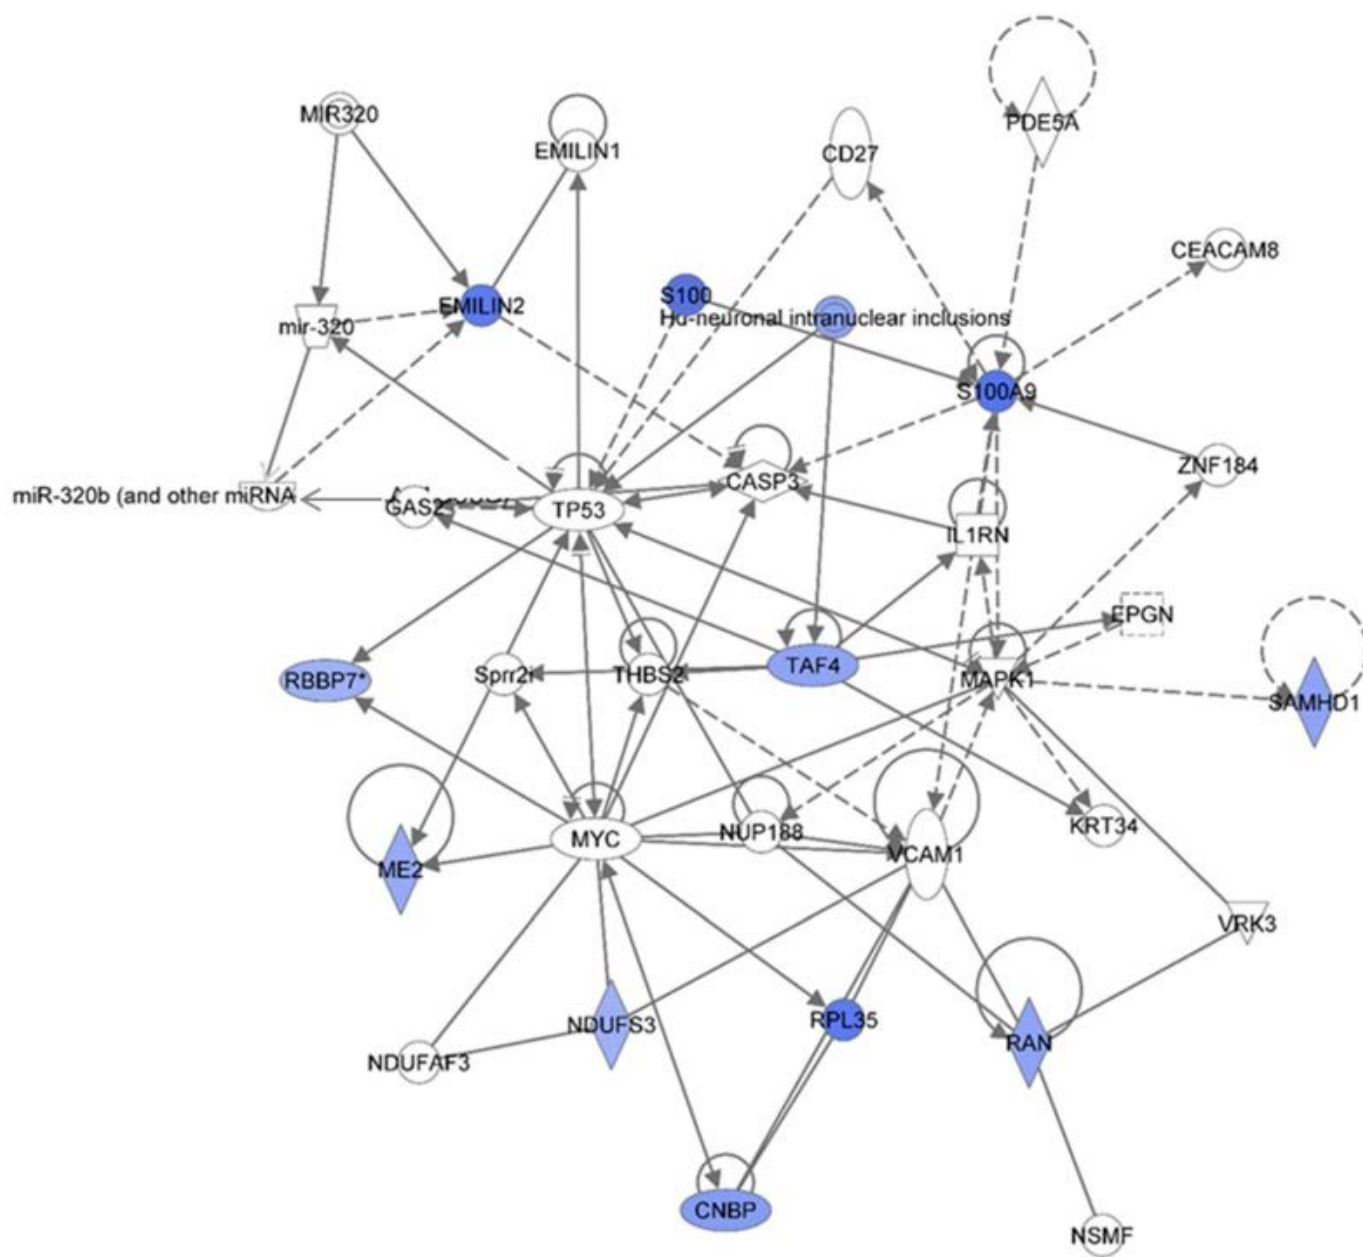 MIR320
EMILIN1
CD27
PDE5A
CEACAM8
EMILIN2
S100
Hu-neuronal intranuclear inclusions
mir-320
S100A9
ZNF184
CASP3
miR-320b (and other miRNA
GAS2
TP53
IL1RN
EPGN
RBBP7*
Sprr2i
THBS2
TAF4
MAPK1
SAMHD1
MYC
NUP188
KRT34
VCAM1
ME2
VRK3
NDUFS3
RPL35
RAN
NDUFAF3
CNBP
NSMF